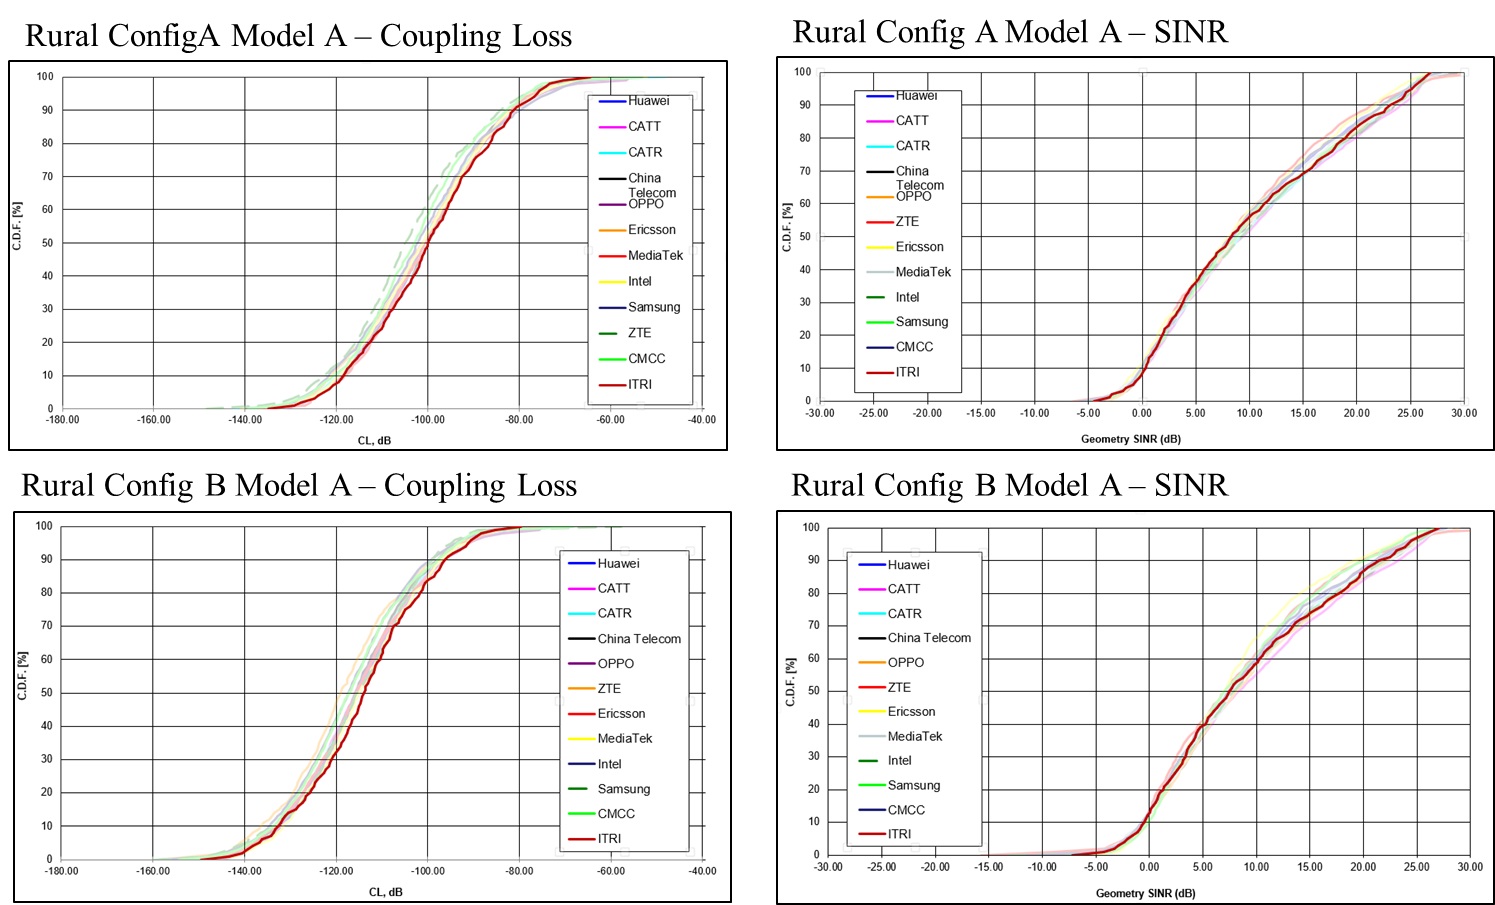 Rural ConfigA Model A – Coupling Loss
C.D.F. [%]
100
90
80
70
60
50
40
30
20
10
0
-180.00 -160.00 -140.00 -120.00 -100.00 -80.00 -60.00 -40.00
CL, dB
Huawei
CATT
CATR
China
Telecom
OPPO
Ericsson
MediaTek
Intel
Samsung
ZTE
CMCC
ITRI
Rural Config A Model A – SINR
C.D.F. [%]
100
90
80
70
60
50
40
30
20
10
0
-30.00 -25.00 -20.00 -15.00 -10.00 -5.00 0.00 5.00 10.00 15.00 20.00 25.00 30.00
Geometry SINR (dB)
Huawei
CATT
CATR
China
Telecom
OPPO
ZTE
Ericsson
MediaTek
Intel
Samsung
CMCC
ITRI
Rural Config B Model A – Coupling Loss
C.D.F. [%]
100
90
80
70
60
50
40
30
20
10
0
-180.00 -160.00 -140.00 -120.00 -100.00 -80.00 -60.00 -40.00
CL, dB
Huawei
CATT
CATR
China Telecom
OPPO
ZTE
Ericsson
MediaTek
Intel
Samsung
CMCC
ITRI
Rural Config B Model A – SINR
C.D.F. [%]
100
90
80
70
60
50
40
30
20
10
0
-30.00 -25.00 -20.00 -15.00 -10.00 -5.00 0.00 5.00 10.00 15.00 20.00 25.00 30.00
Geometry SINR (dB)
Huawei
CATT
CATR
China Telecom
OPPO
ZTE
Ericsson
MediaTek
Intel
Samsung
CMCC
ITRI